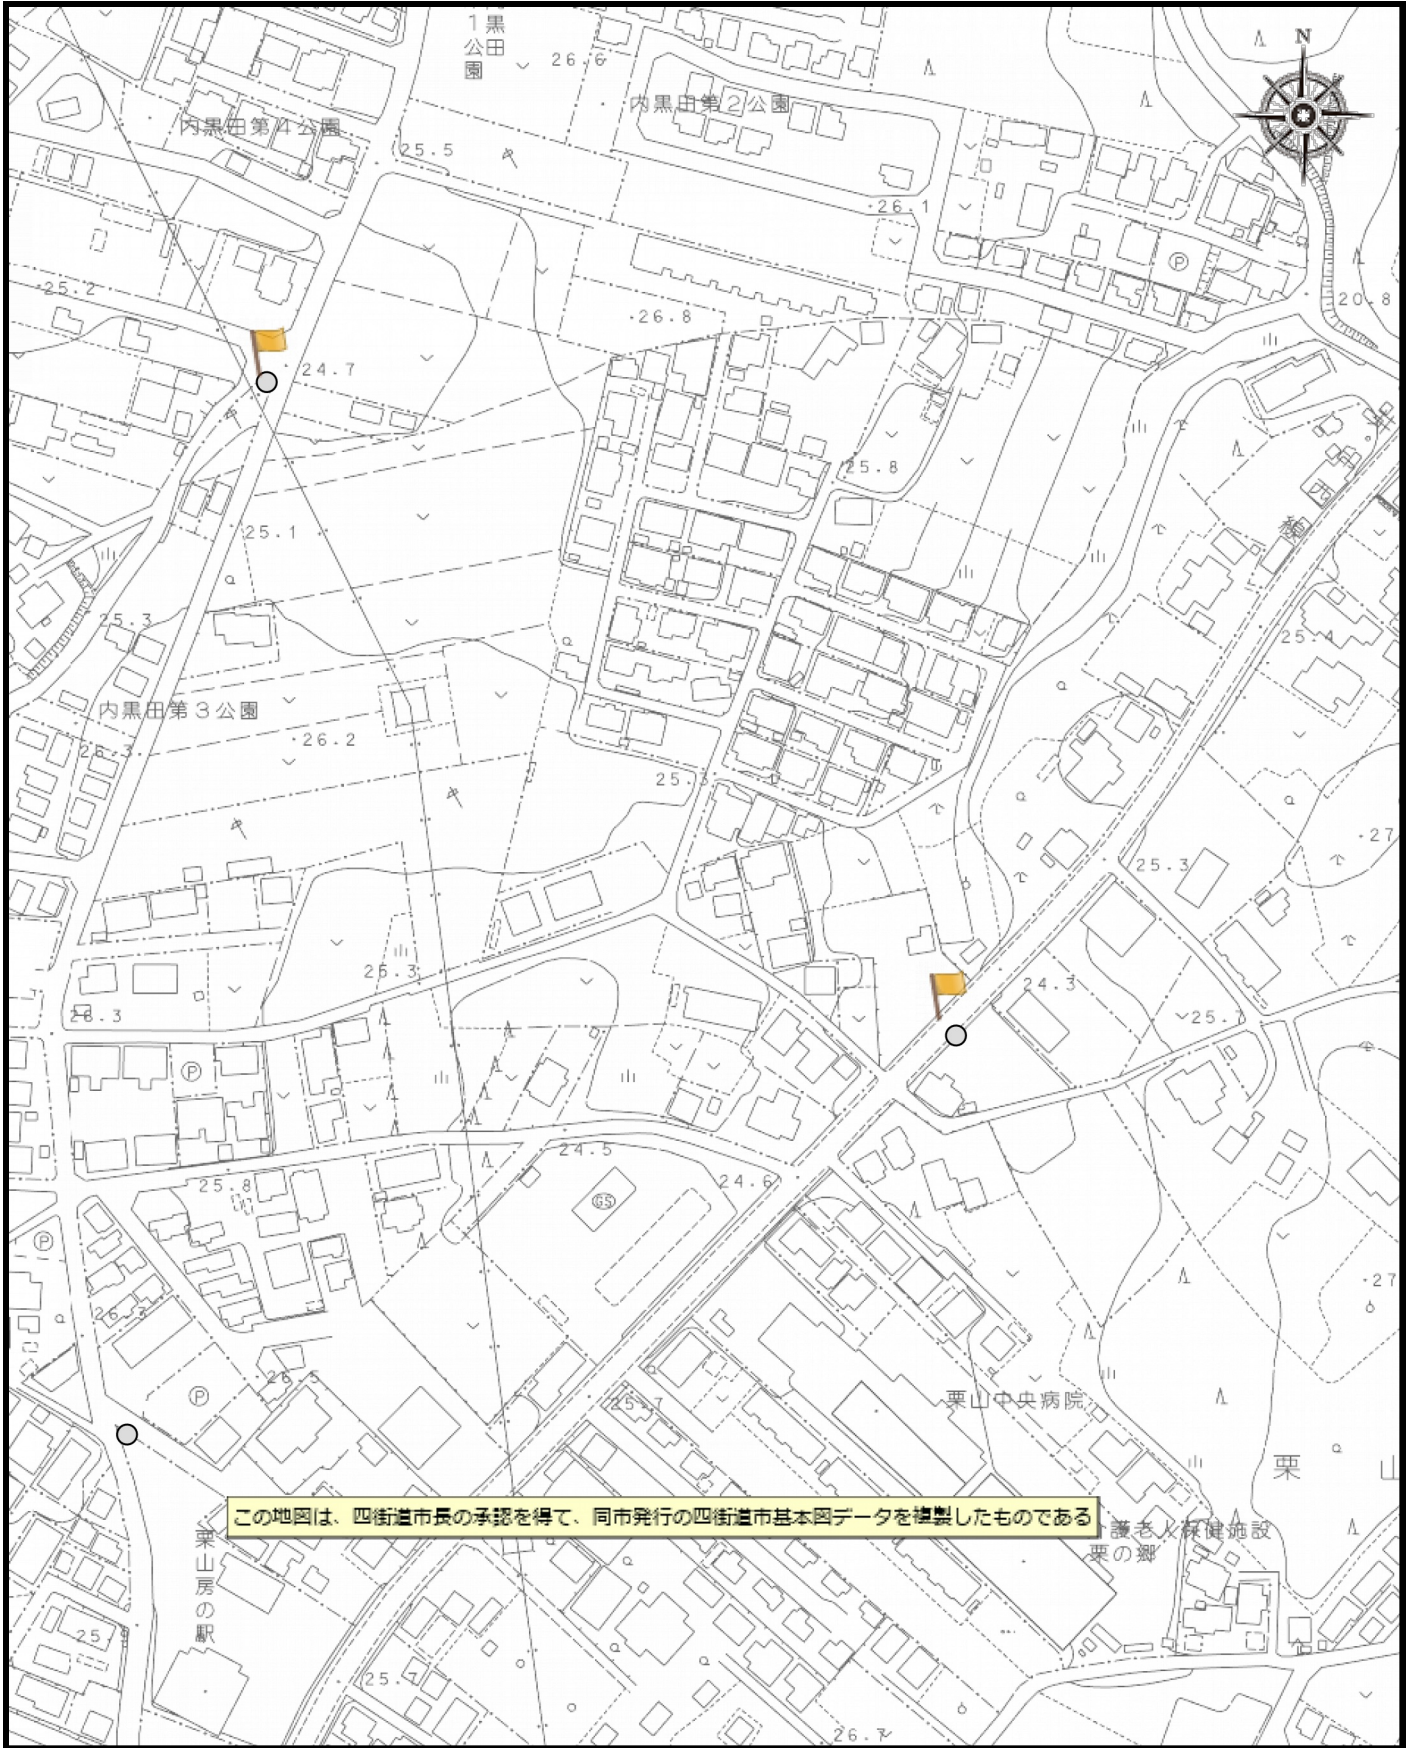 黒田
1公園
26.6
内黒田第2公園
N
内黒田第4公園
25.5
26.1
P
25.2
20.8
26.8
24.7
25.8
西
線
25.1
25.3
25.4
内黒田第3公園
26.2
26.3
25.3
27
25.3
25.3
24.3
26.3
25.7
P
24.5
24.6
25.8
GS
P
27
26.7
26.5
P
25.7
栗山中央病院
栗山
この地図は、四街道市長の承認を得て、同市発行の四街道市基本図データを複製したものである
護老人保健施設
栗の郷
栗山房の駅
25.9
25.7
26.7